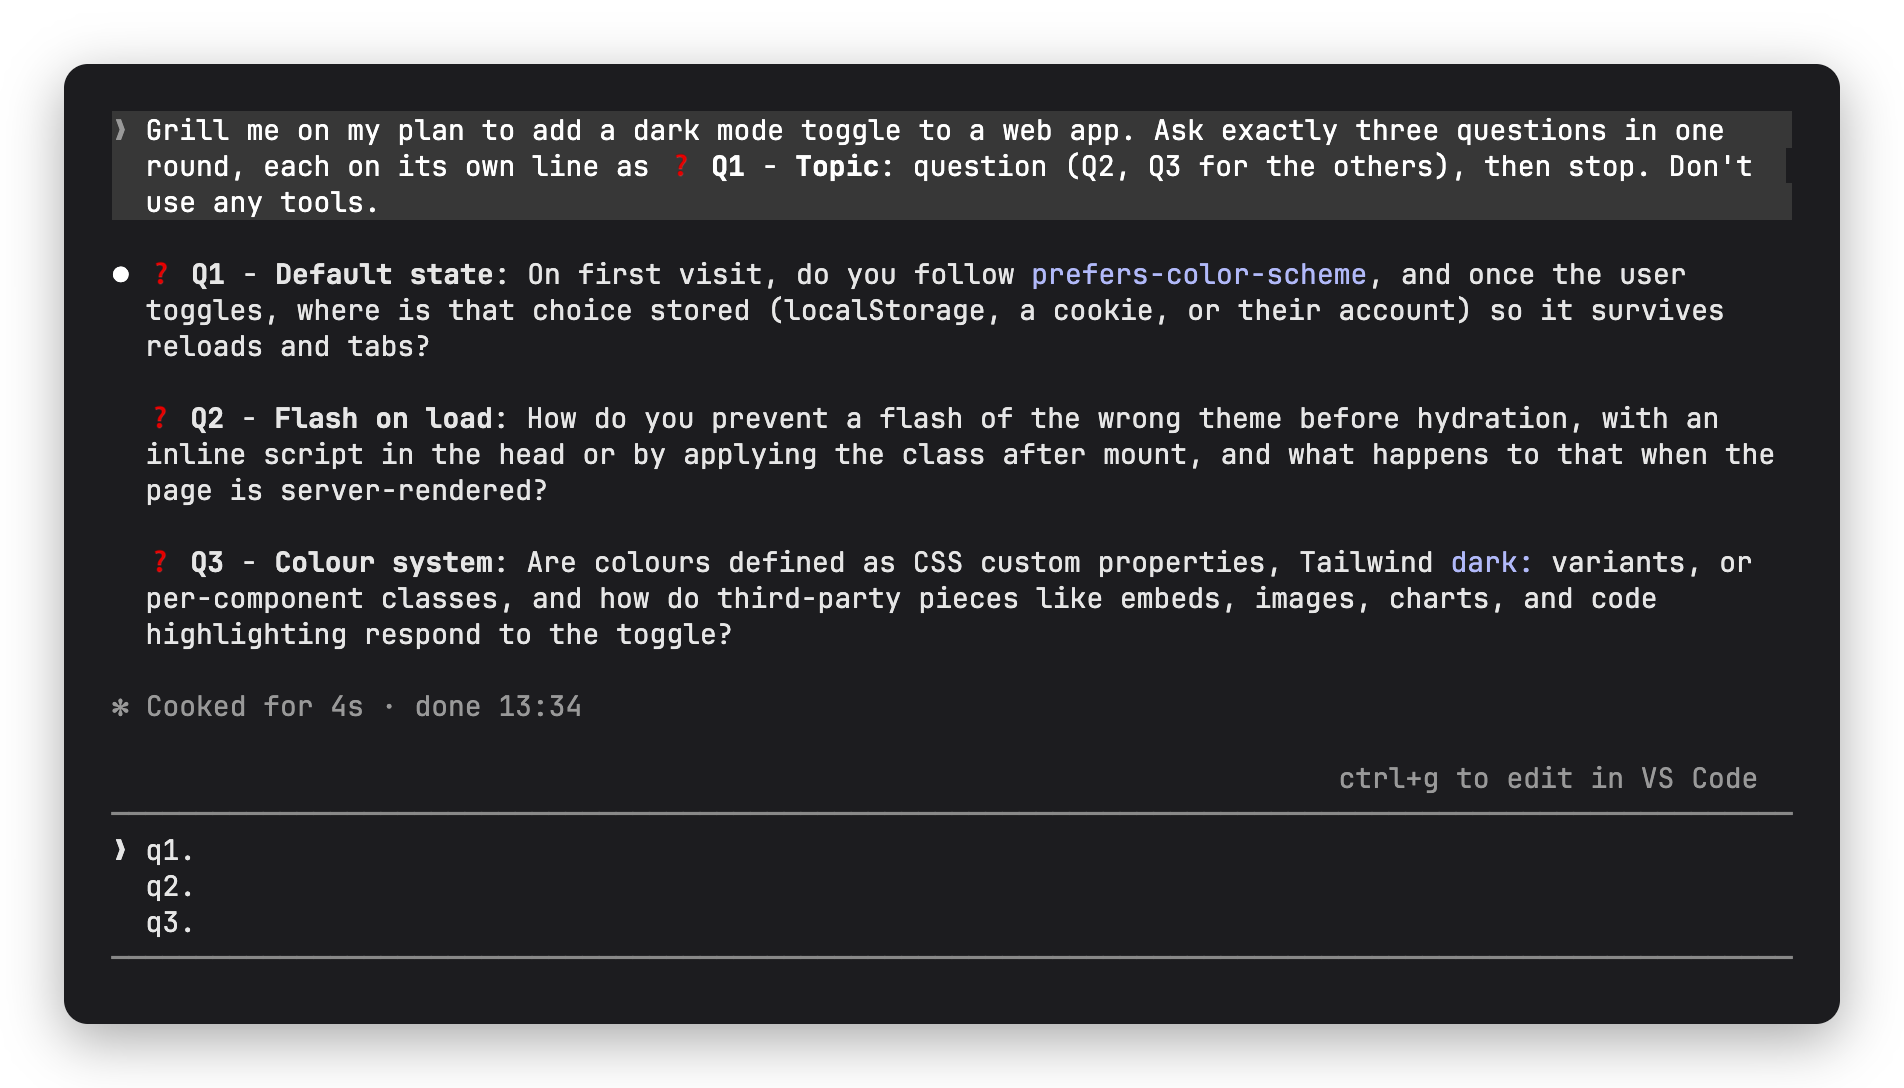 ❯ Grill me on my plan to add a dark mode toggle to a web app. Ask exactly three questions in one
round, each on its own line as ❓ Q1 - Topic: question (Q2, Q3 for the others), then stop. Don't
use any tools.
● ❓ Q1 - Default state: On first visit, do you follow prefers-color-scheme, and once the user
toggles, where is that choice stored (localStorage, a cookie, or their account) so it survives
reloads and tabs?
❓ Q2 - Flash on load: How do you prevent a flash of the wrong theme before hydration, with an
inline script in the head or by applying the class after mount, and what happens to that when the
page is server-rendered?
❓ Q3 - Colour system: Are colours defined as CSS custom properties, Tailwind dark: variants, or
per-component classes, and how do third-party pieces like embeds, images, charts, and code
highlighting respond to the toggle?
✻ Cooked for 4s · done 13:34
ctrl+g to edit in VS Code
❯ q1.
q2.
q3.